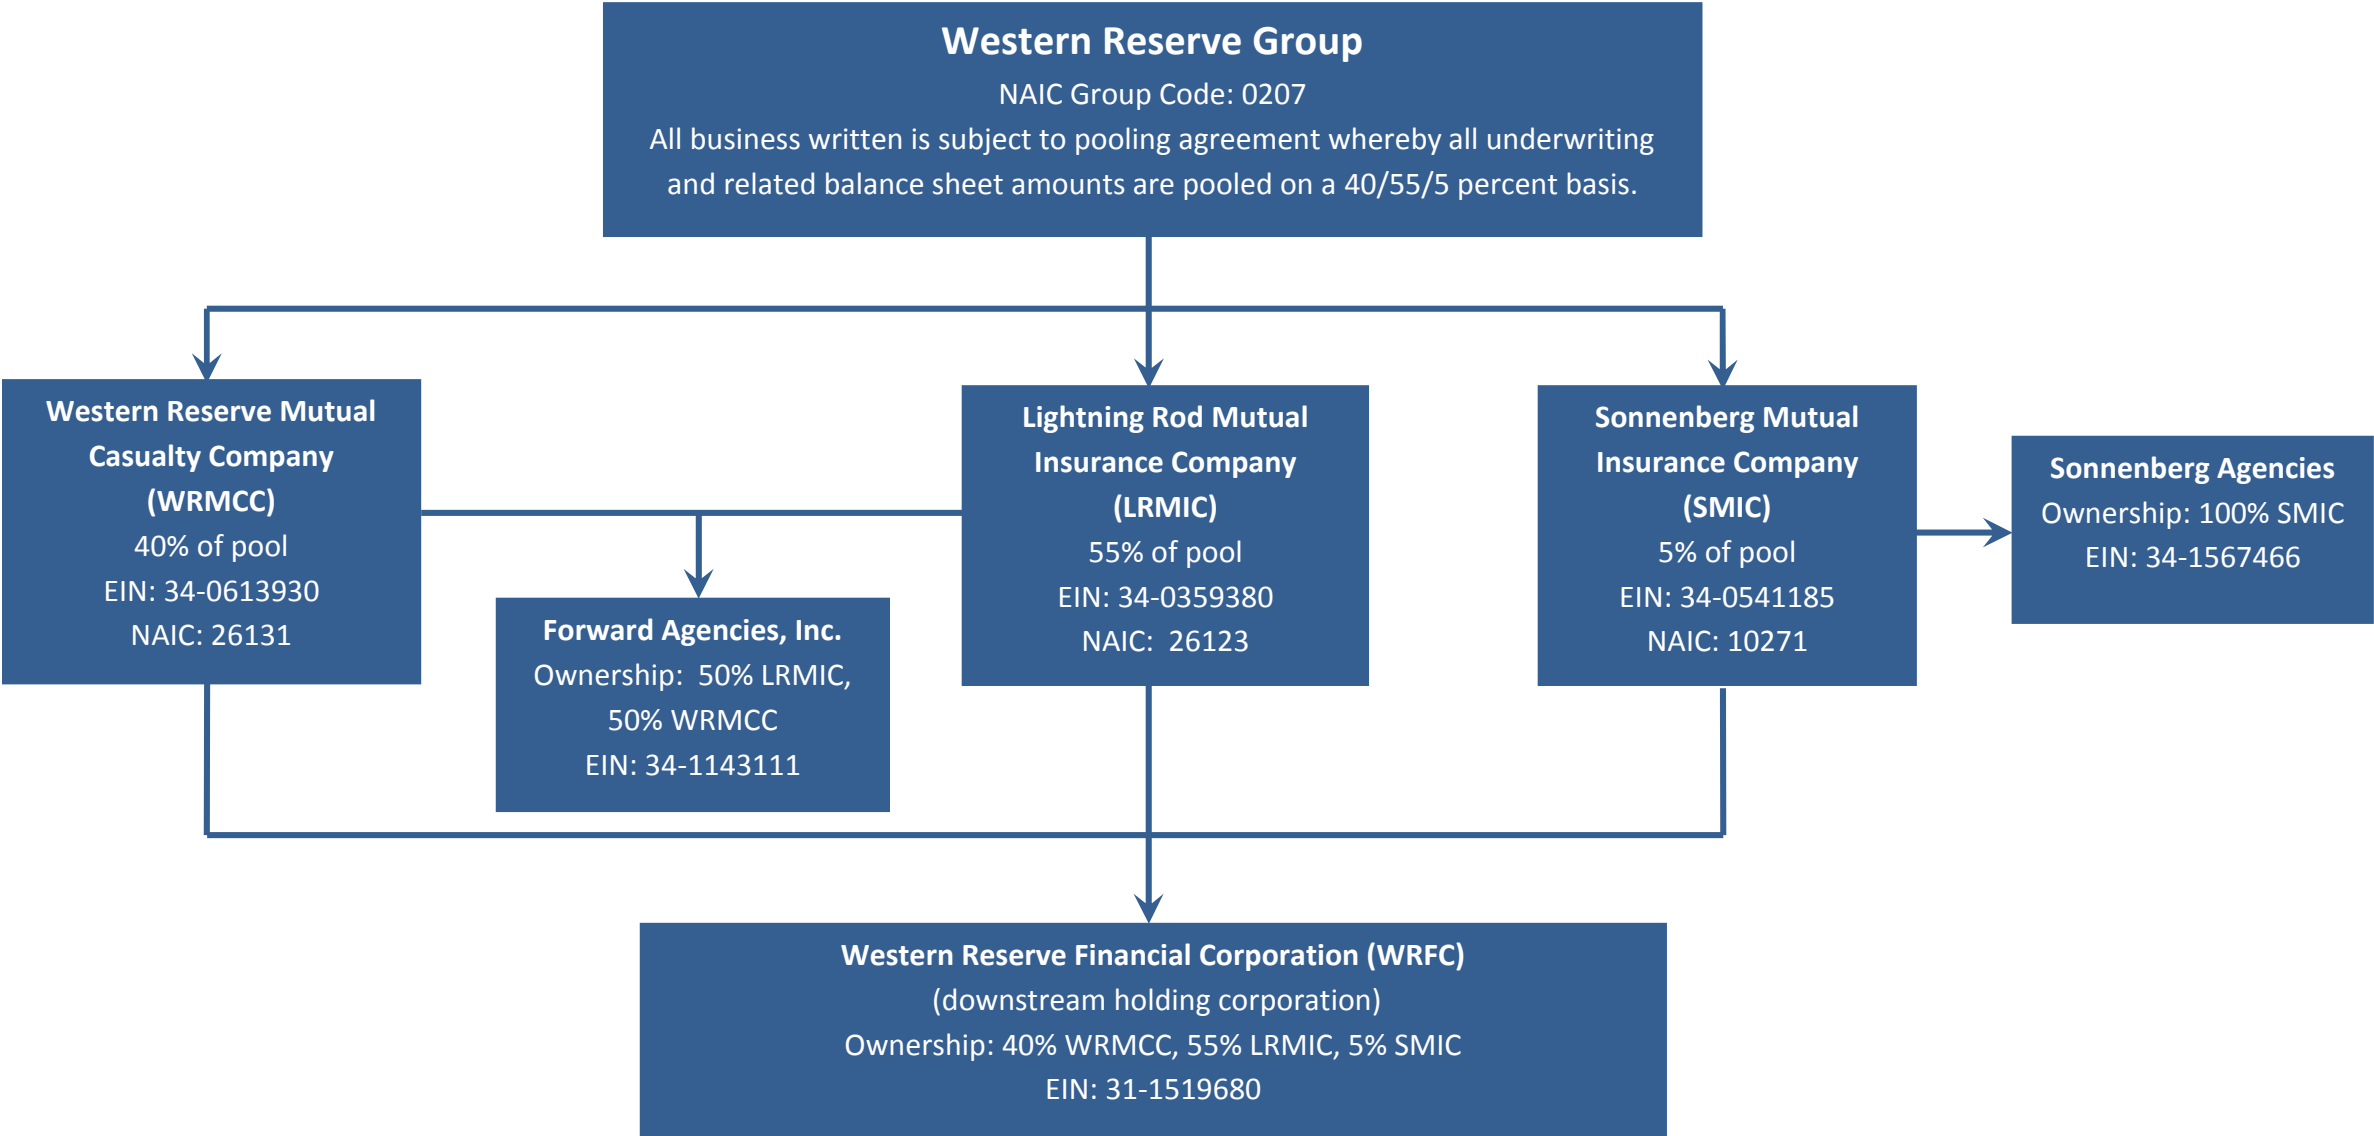 Western Reserve Group
NAIC Group Code: 0207
All business written is subject to pooling agreement whereby all underwriting
and related balance sheet amounts are pooled on a 40/55/5 percent basis.
Western Reserve Mutual
Casualty Company
(WRMCC)
40% of pool
EIN: 34-0613930
NAIC: 26131
Forward Agencies, Inc.
Ownership:  50% LRMIC,
50% WRMCC
EIN: 34-1143111
Lightning Rod Mutual
Insurance Company
(LRMIC)
55% of pool
EIN: 34-0359380
NAIC:  26123
Sonnenberg Mutual
Insurance Company
(SMIC)
5% of pool
EIN: 34-0541185
NAIC: 10271
Sonnenberg Agencies
Ownership: 100% SMIC
EIN: 34-1567466
Western Reserve Financial Corporation (WRFC)
(downstream holding corporation)
Ownership: 40% WRMCC, 55% LRMIC, 5% SMIC
EIN: 31-1519680